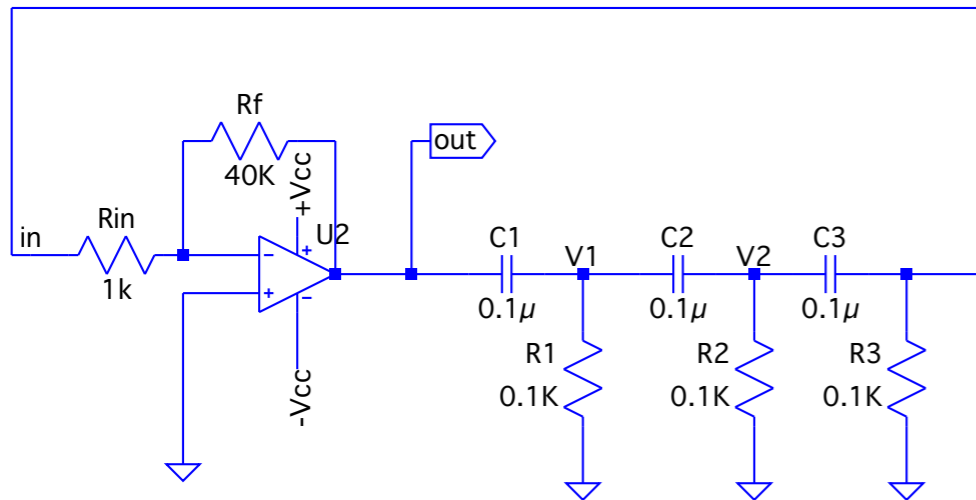 Rf
40K
+Vcc
out
Rin
in
1k
U2
-
+
+
-
-Vcc
C1
0.1µ
V1
C2
0.1µ
V2
C3
0.1µ
R1
0.1K
R2
0.1K
R3
0.1K